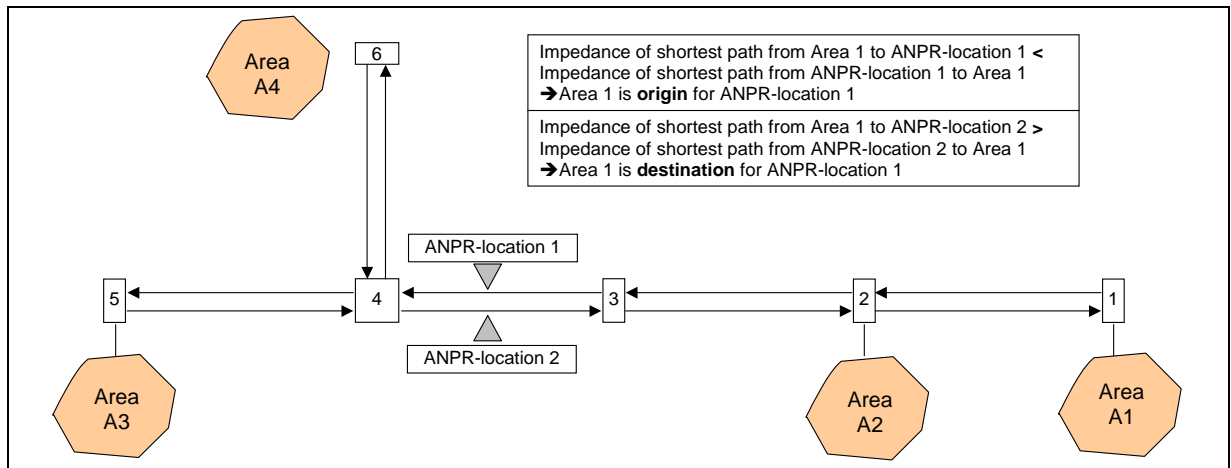 Area
A4
6
Impedance of shortest path from Area 1 to ANPR-location 1 <
Impedance of shortest path from ANPR-location 1 to Area 1
➔Area 1 is origin for ANPR-location 1
Impedance of shortest path from Area 1 to ANPR-location 2 >
Impedance of shortest path from ANPR-location 2 to Area 1
➔Area 1 is destination for ANPR-location 1
ANPR-location 1
5
4
3
2
1
ANPR-location 2
Area
A3
Area
A2
Area
A1